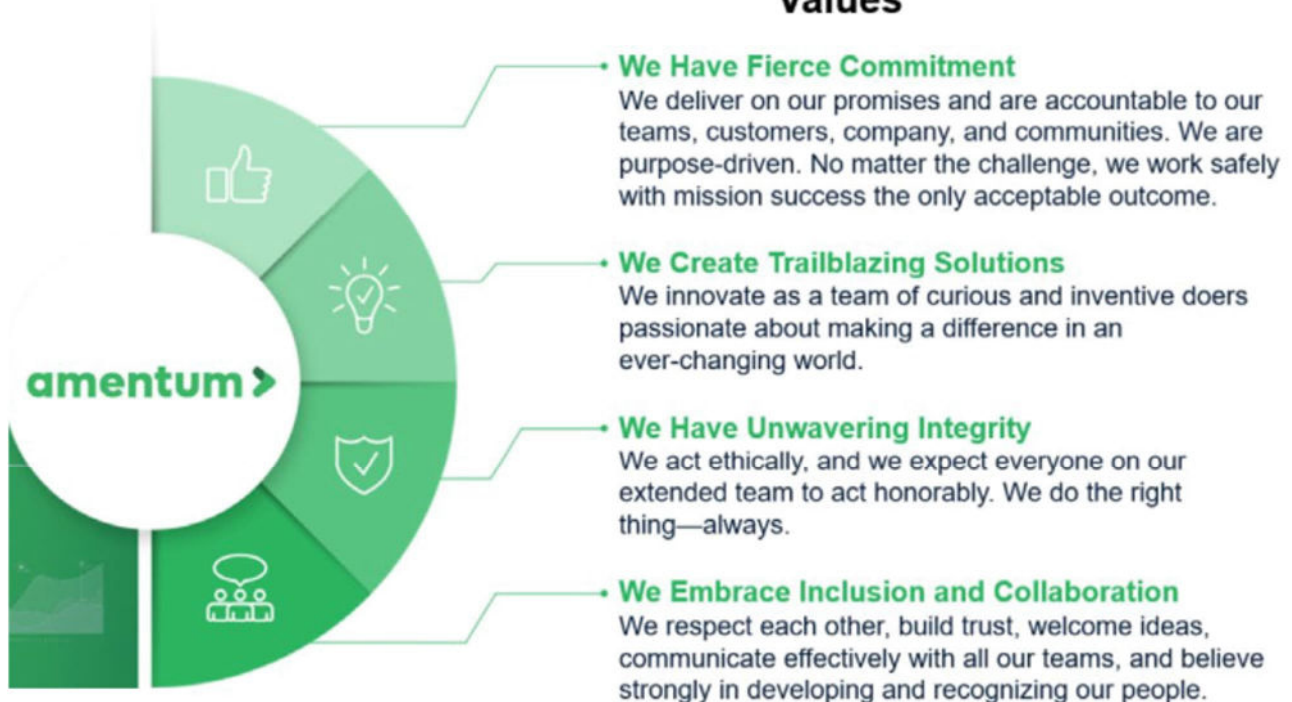 Values
We Have Fierce Commitment
We deliver on our promises and are accountable to our
teams, customers, company, and communities. We are
purpose-driven. No matter the challenge, we work safely
with mission success the only acceptable outcome.
We Create Trailblazing Solutions
We innovate as a team of curious and inventive doers
passionate about making a difference in an
ever-changing world.
amentum
We Have Unwavering Integrity
We act ethically, and we expect everyone on our
extended team to act honorably. We do the right
thing—always.
We Embrace Inclusion and Collaboration
We respect each other, build trust, welcome ideas,
communicate effectively with all our teams, and believe
strongly in developing and recognizing our people.